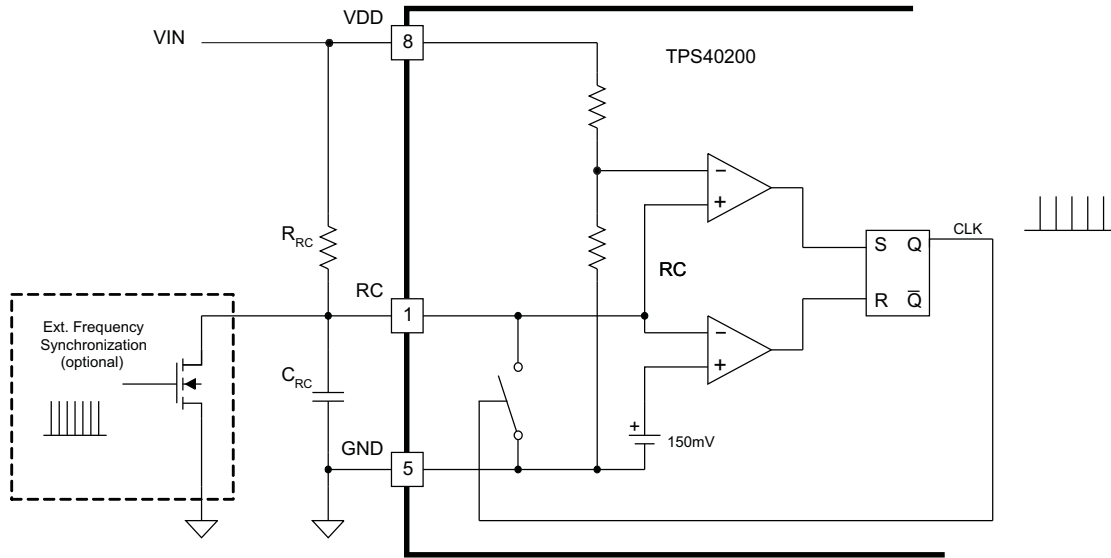 VDD
VIN
8
TPS40200
−
+
R_RC
S Q
CLK
RC
RC
R Q̅
1
Ext. Frequency
Synchronization
(optional)
−
+
C_RC
+
150mV
GND
5